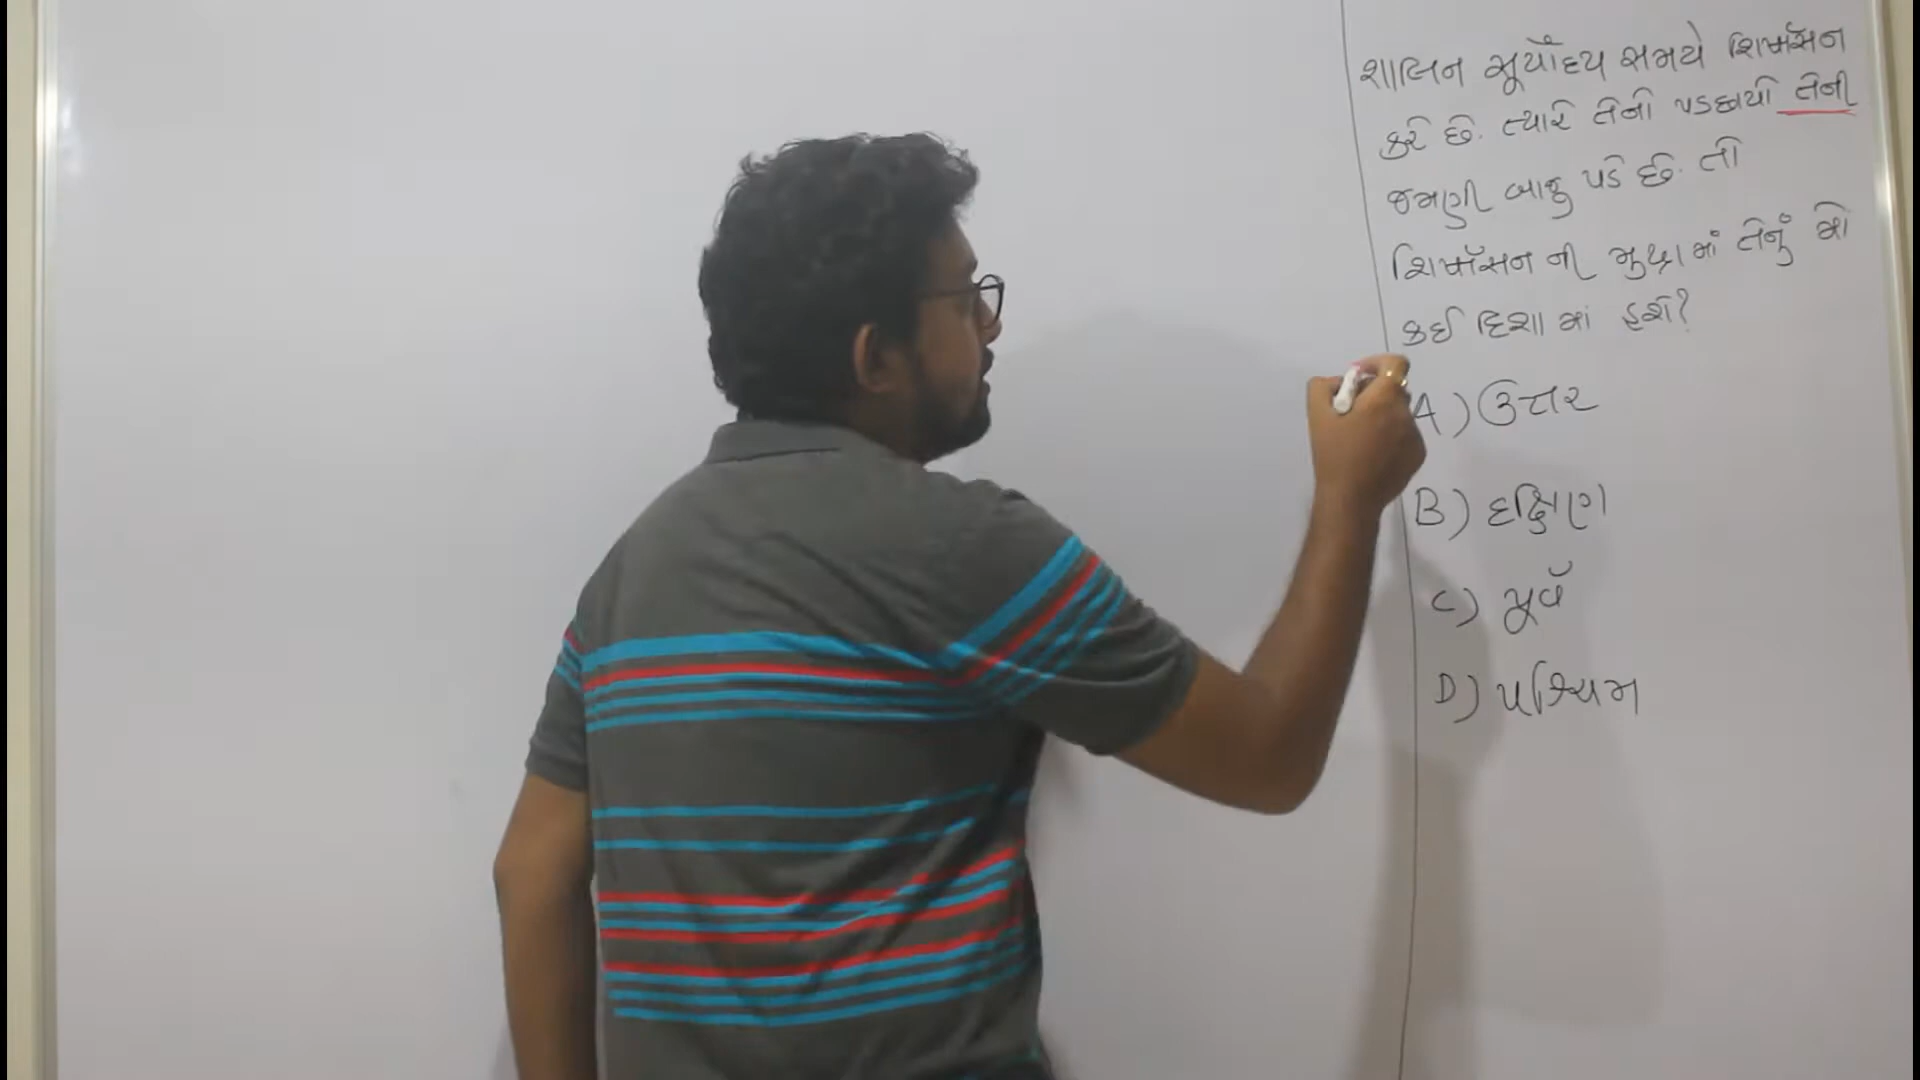 શાલિન સૂર્યોદય સમયે શિર્ષાસન
કરે છે. ત્યારે તેનો પડછાયો તેની
જમણી બાજુ પડે છે. તો
શિર્ષાસન ની મુદ્રા માં તેનું મો
કઈ દિશા માં હશે?
A) ઉત્તર
B) દક્ષિણ
C) પૂર્વ
D) પશ્ચિમ